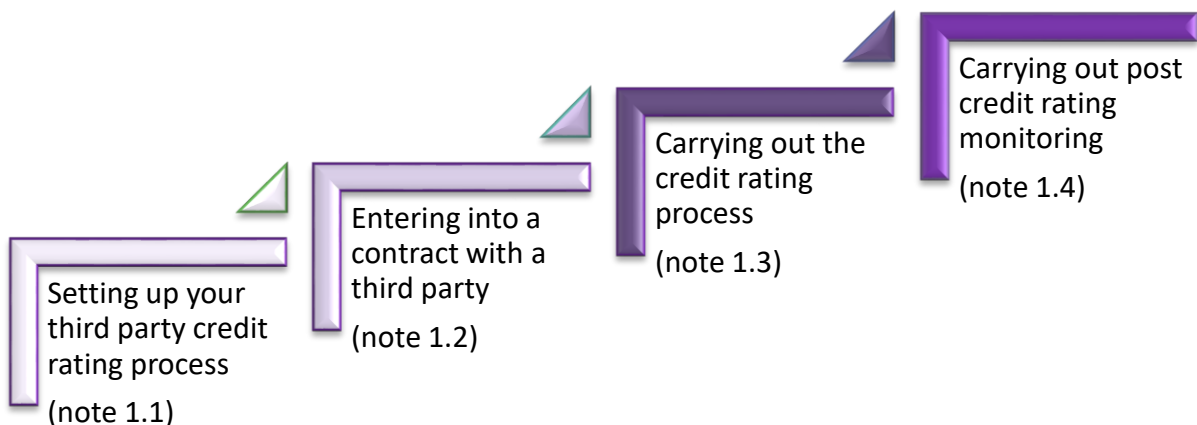 Setting up your
third party credit
rating process
(note 1.1)
Entering into a
contract with a
third party
(note 1.2)
Carrying out the
credit rating
process
(note 1.3)
Carrying out post
credit rating
monitoring
(note 1.4)